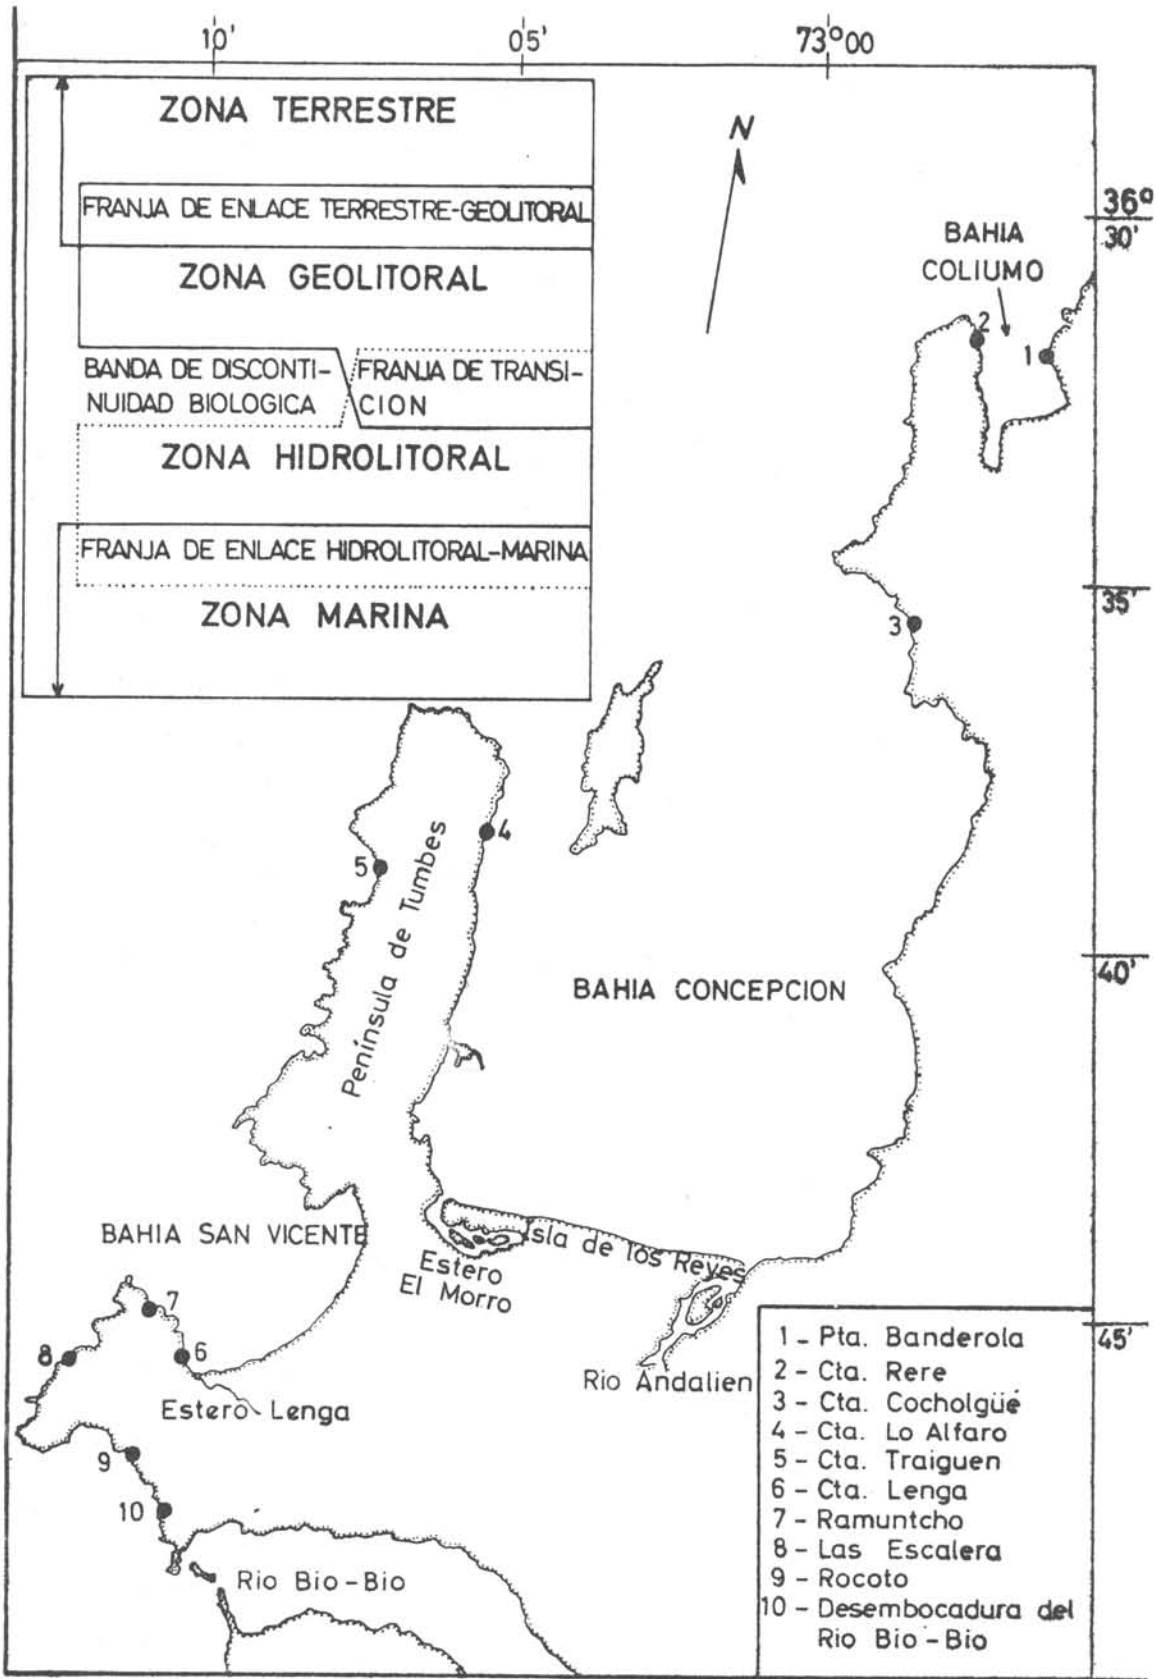 10'
05'
73°00
ZONA TERRESTRE
FRANJA DE ENLACE TERRESTRE-GEOLITORAL
ZONA GEOLITORAL
BANDA DE DISCONTI-
NUIDAD BIOLOGICA
FRANJA DE TRANSI-
CION
ZONA HIDROLITORAL
FRANJA DE ENLACE HIDROLITORAL-MARINA
ZONA MARINA
N
36°
30'
BAHIA
COLIUMO
2
1
35'
3
4
5
Península de Tumbes
40'
BAHIA CONCEPCION
BAHIA SAN VICENTE
Isla de los Reyes
Estero
El Morro
7
8
6
45'
Rio Andalien
Estero Lenga
9
10
Rio Bio-Bio
1 - Pta. Banderola
2 - Cta. Rere
3 - Cta. Cocholgüé
4 - Cta. Lo Alfaro
5 - Cta. Traiguen
6 - Cta. Lenga
7 - Ramuntcho
8 - Las Escalera
9 - Rocoto
10 - Desembocadura del
Rio Bio-Bio